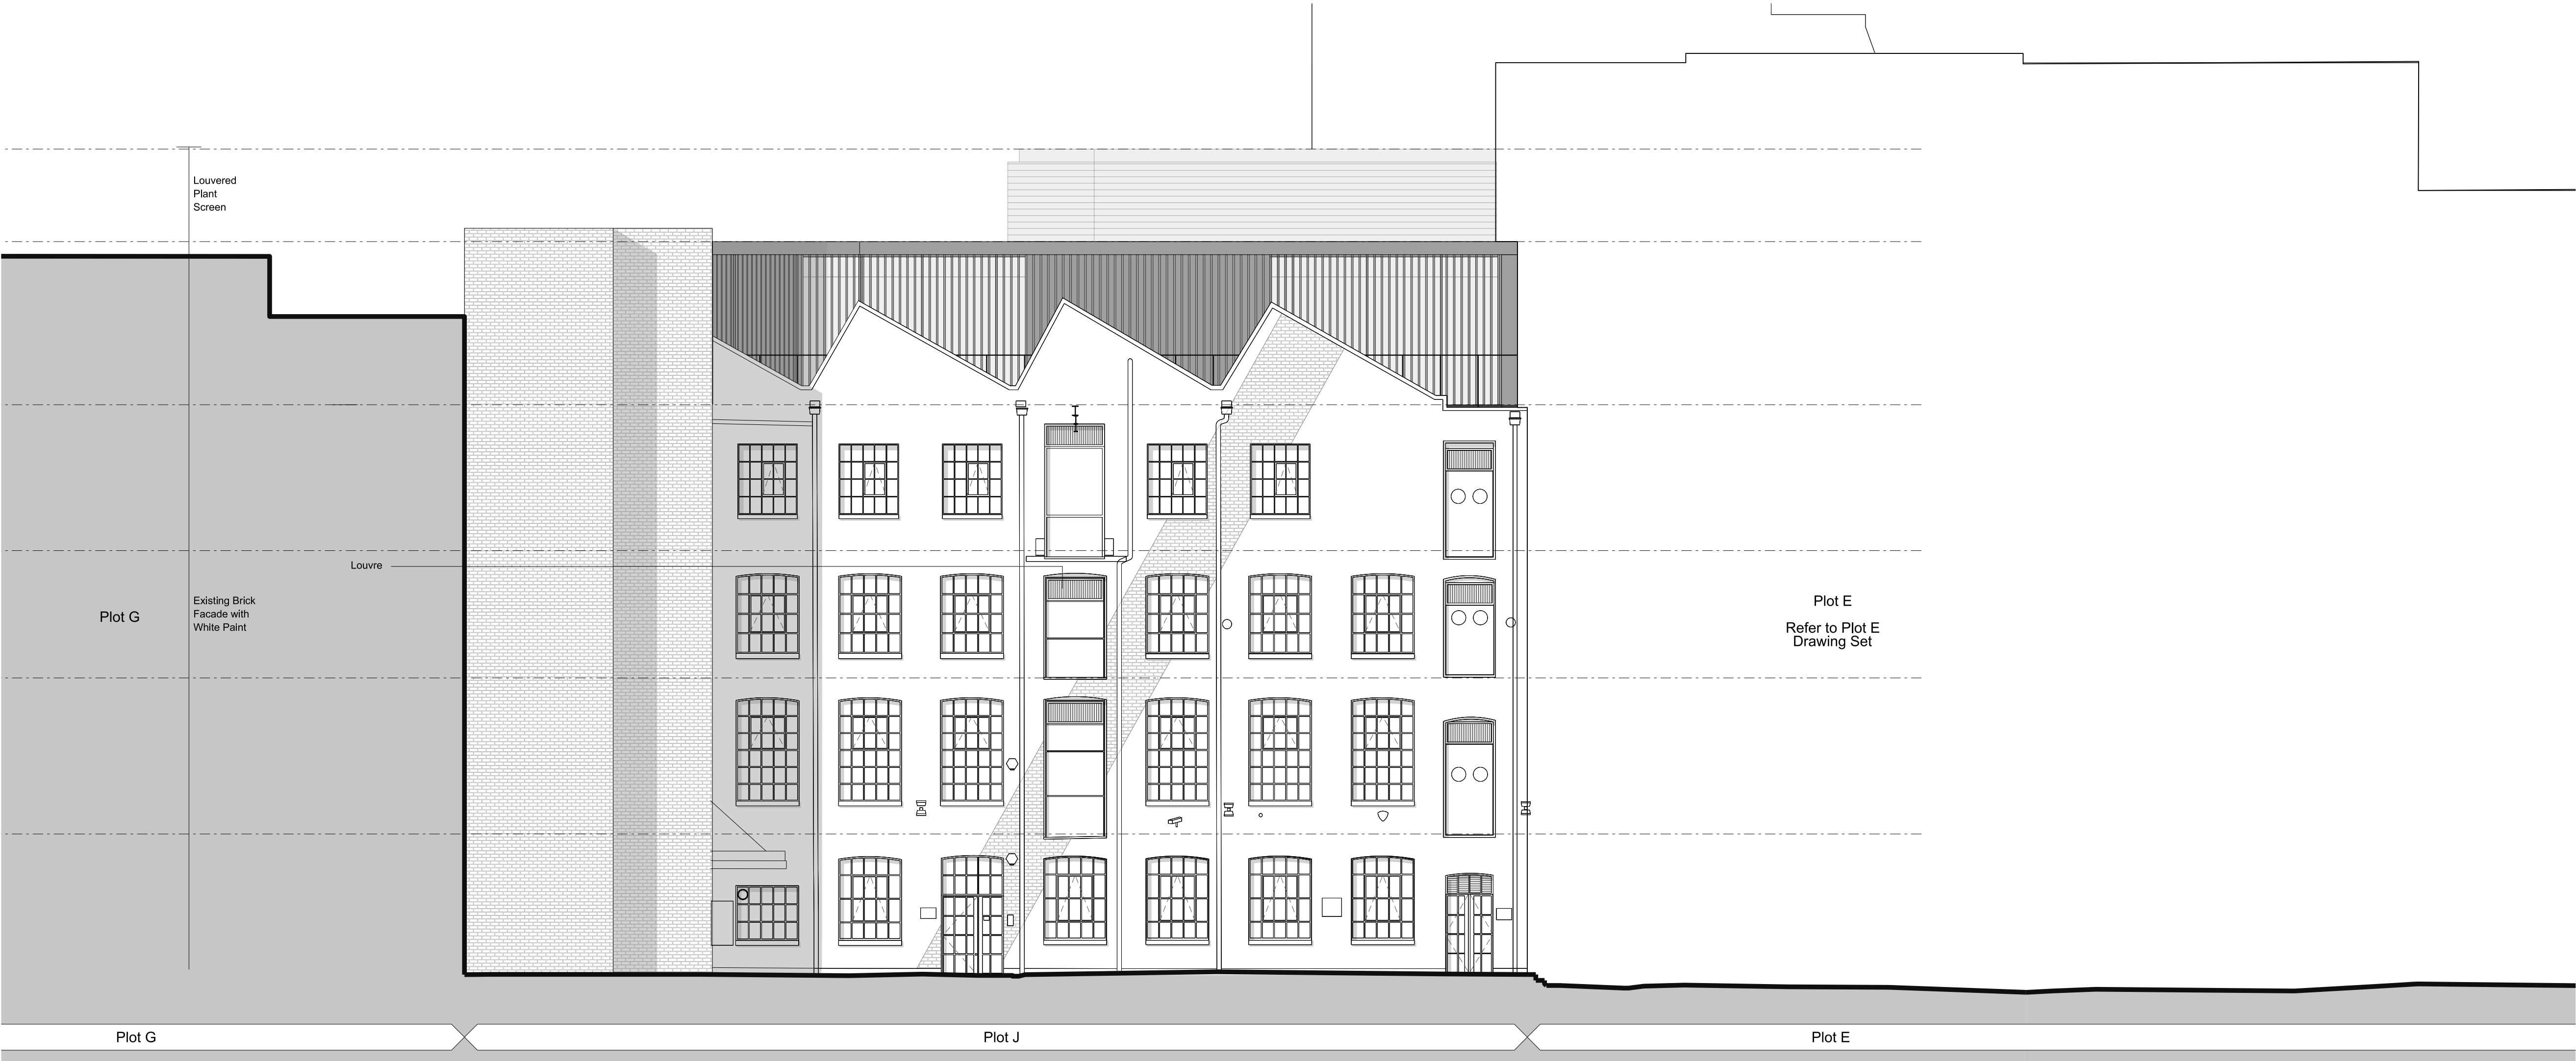 Louvered
Plant
Screen
Louvre
Plot G
Existing Brick
Facade with
White Paint
Plot E
Refer to Plot E
Drawing Set
Plot G
Plot J
Plot E